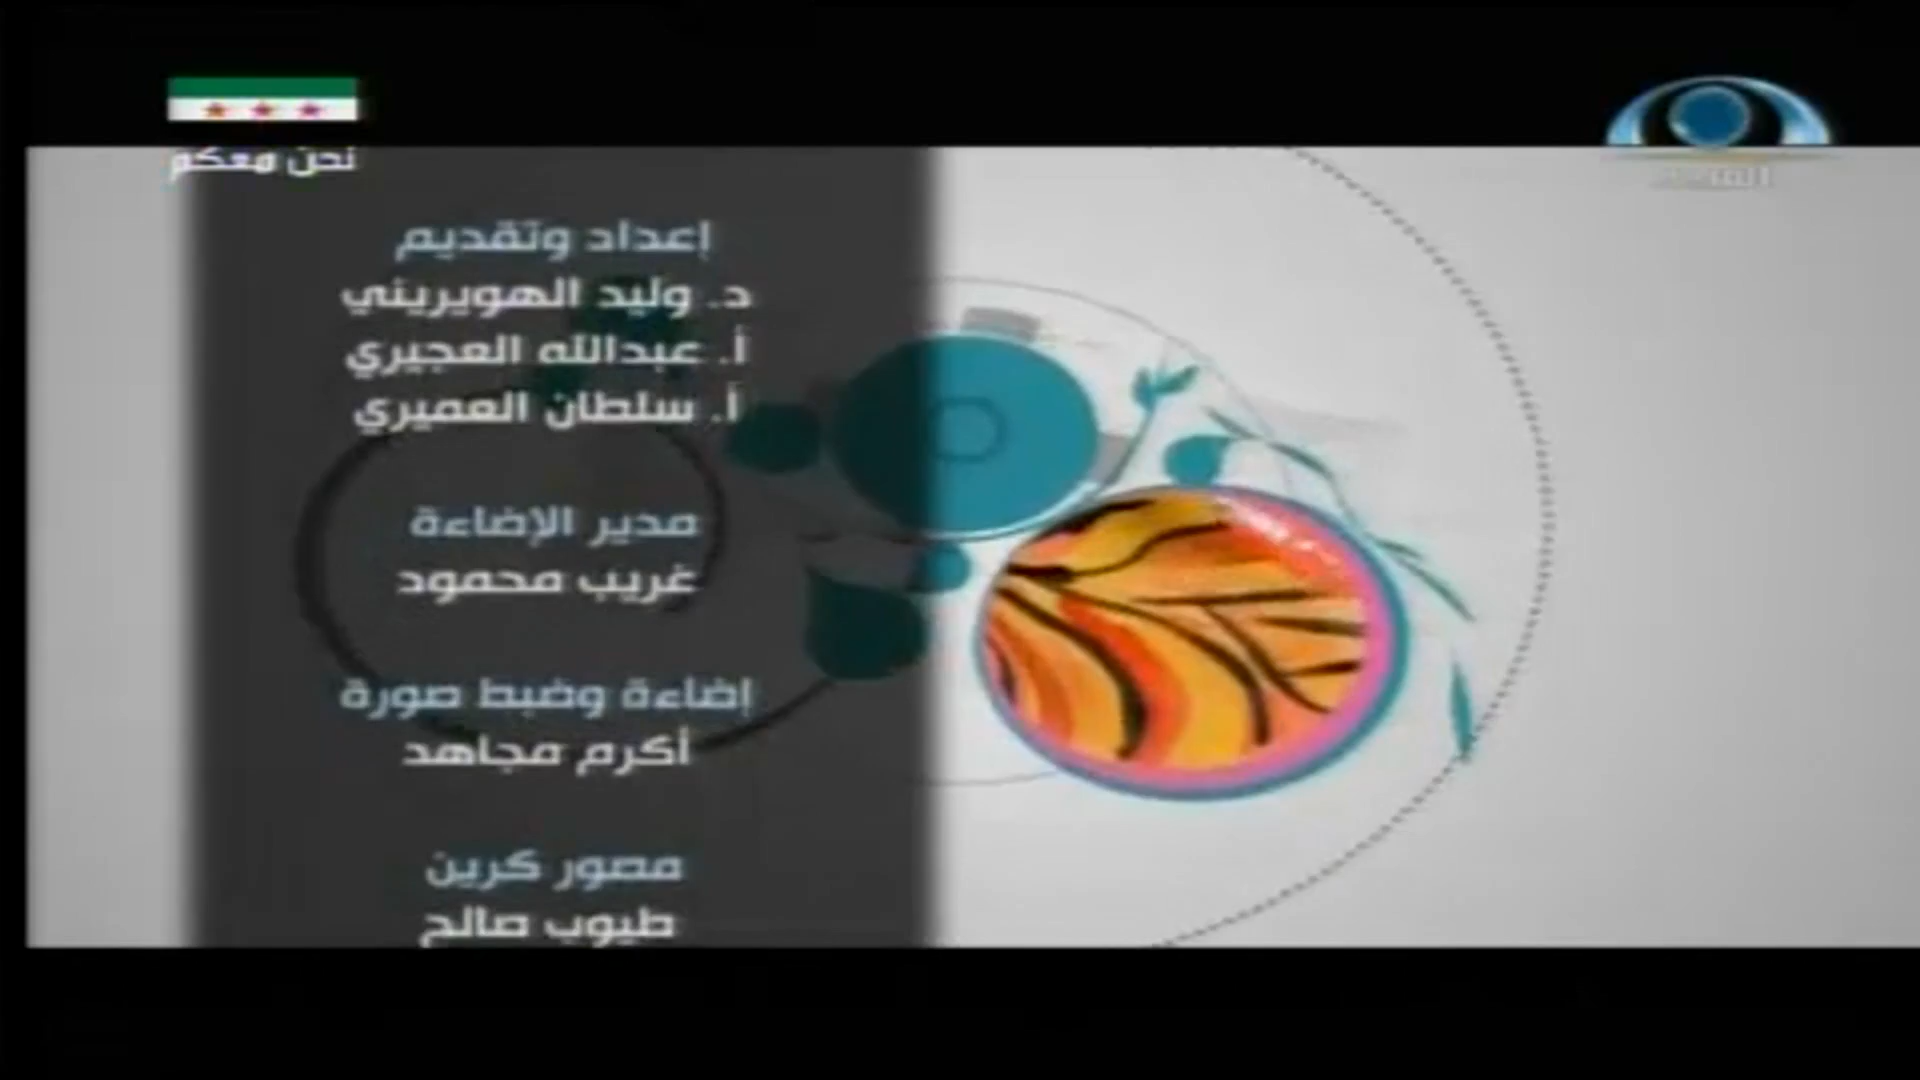 نحن معكم
إعداد وتقديم
د. وليد الهويريني
أ. عبدالله العجيري
أ. سلطان العميري
مدير الإضاءة
غريب محمود
إضاءة وضبط صورة
أكرم مجاهد
مصور كرين
طيوب صالح